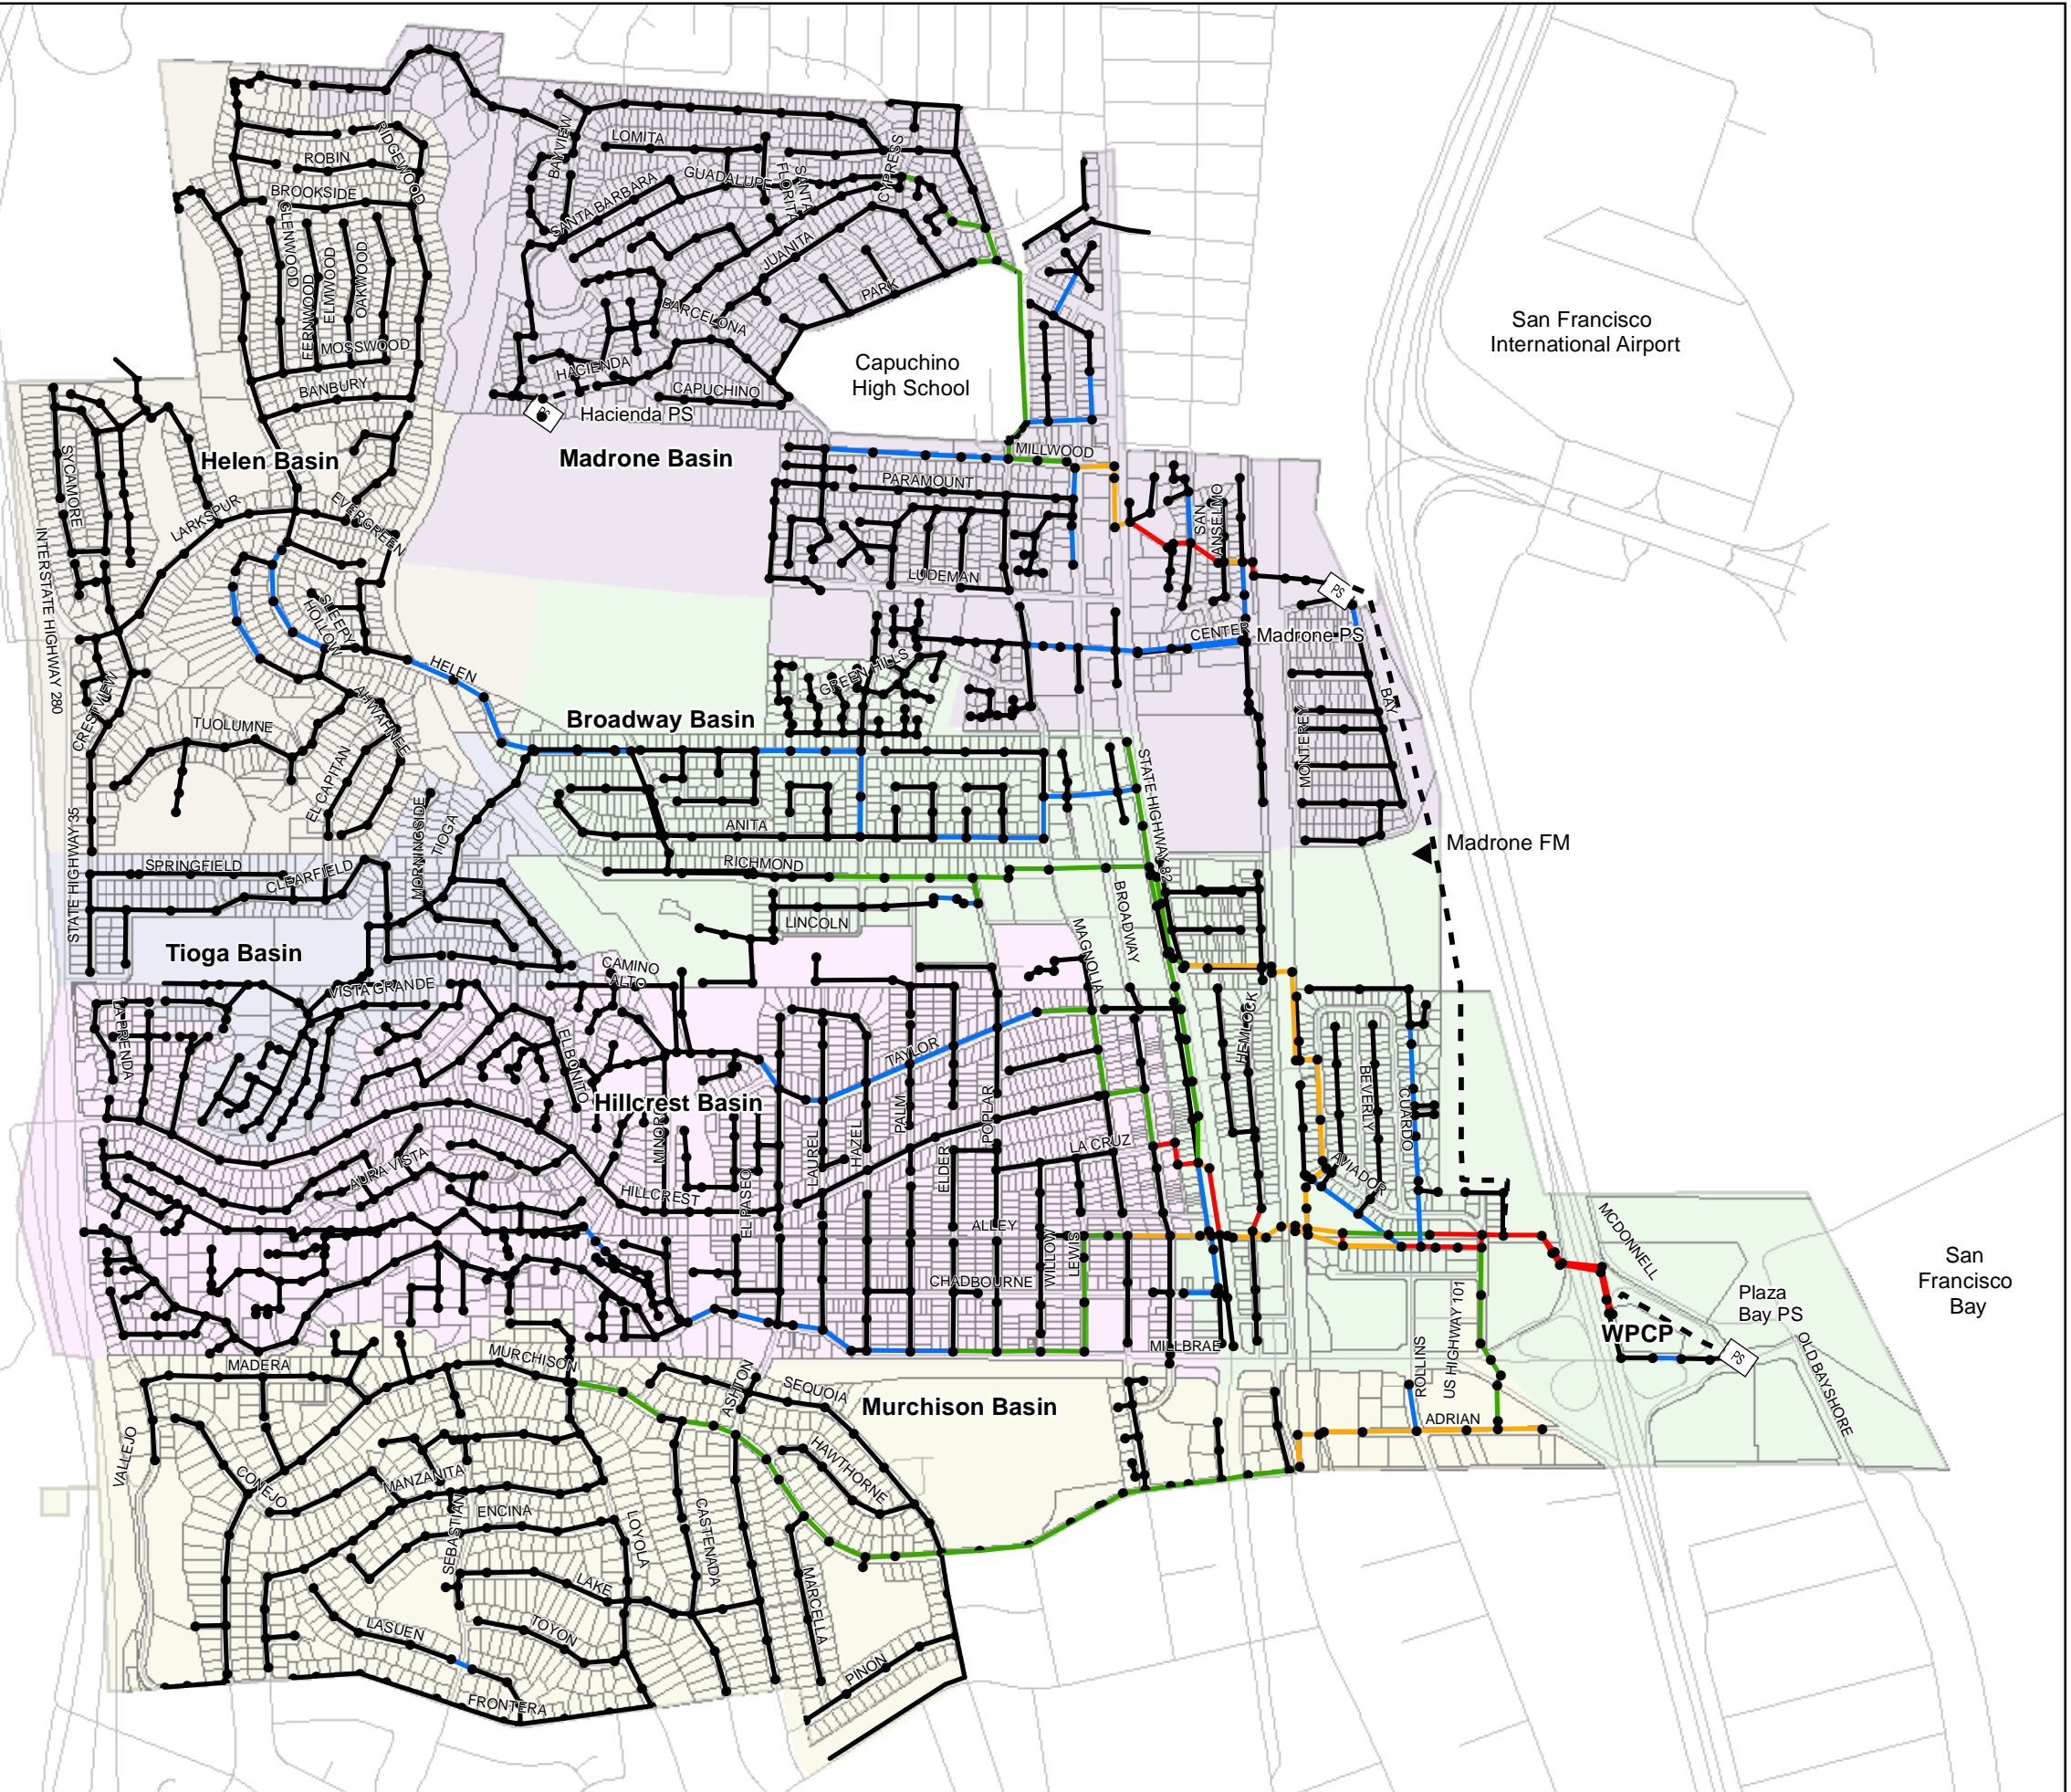 RIDGEWOOD
ROBIN
BROOKSIDE
GLENWOOD
FERNWOOD
ELMWOOD
OAKWOOD
MOSSWOOD
BANBURY
BAYVIEW
LOMITA
CYPRESS
GUADALUPE
SANTA
FLORITA
SANTA BARBARA
JUANITA
PARK
BARCELONA
HACIENDA
CAPUCHINO
PS
Hacienda PS
Capuchino
High School
San Francisco
International Airport
Helen Basin
Madrone Basin
SYCAMORE
LARKSPUR
EVERGREEN
INTERSTATE HIGHWAY 280
MILLWOOD
PARAMOUNT
LUDEMAN
SAN
ANSELMO
PS
Madrone PS
CENTER
SLEEPY
HOLLOW
HELEN
GREEN HILLS
CRESTVIEW
TUOLUMNE
AHWAHNEE
EL CAPITAN
Broadway Basin
MONTEREY
BAY
STATE HIGHWAY 82
Madrone FM
STATE HIGHWAY 35
MORNINGSIDE
TIOGA
ANITA
RICHMOND
SPRINGFIELD
CLEARFIELD
LINCOLN
BROADWAY
MAGNOLIA
Tioga Basin
CAMINO
ALTO
VISTA GRANDE
LA PRENDA
EL BONITO
TAYLOR
HEMLOCK
BEVERLY
CUARDO
Hillcrest Basin
MINORCA
PALM
POPLAR
LAUREL
HAZEL
ELDER
LA CRUZ
AURA VISTA
HILLCREST
EL PASEO
ALLEY
WILLOW
LEWIS
CHADBOURNE
AVIADOR
MCDONNELL
San
Francisco
Bay
Plaza
Bay PS
WPCP
PS
OLD BAYSHORE
US HIGHWAY 101
ROLLINS
ADRIAN
MILLBRAE
MADERA
MURCHISON
ASHTON
SEQUOIA
Murchison Basin
VALLEJO
CONEJO
MANZANITA
HAWTHORNE
ENCINA
SEBASTIAN
LOYOLA
CASTENADA
LAKE
MARCELLA
LASUEN
TOYON
PINON
FRONTERA